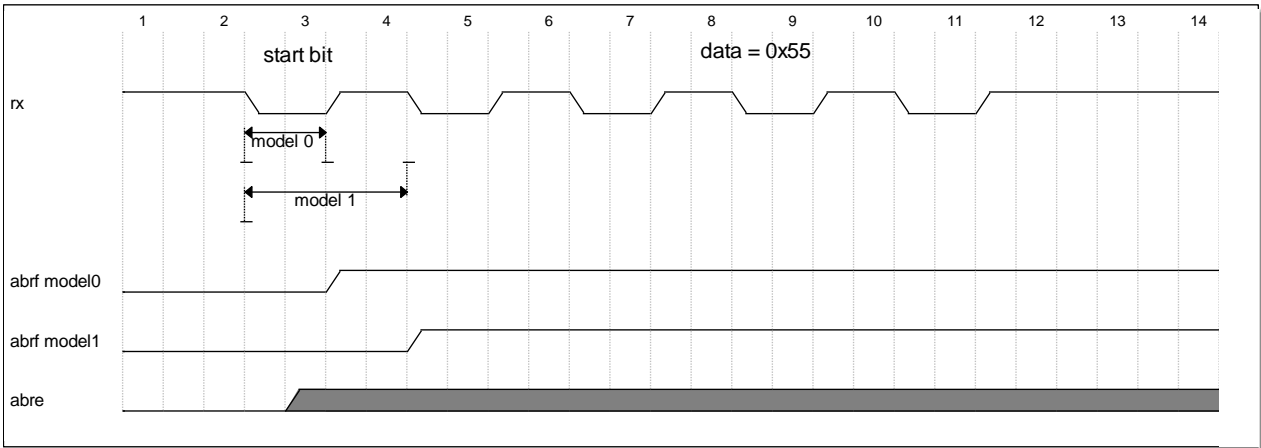 1 2 3 4 5 6 7 8 9 10 11 12 13 14
start bit data = 0x55
rx
model 0
model 1
abrf model0
abrf model1
abre